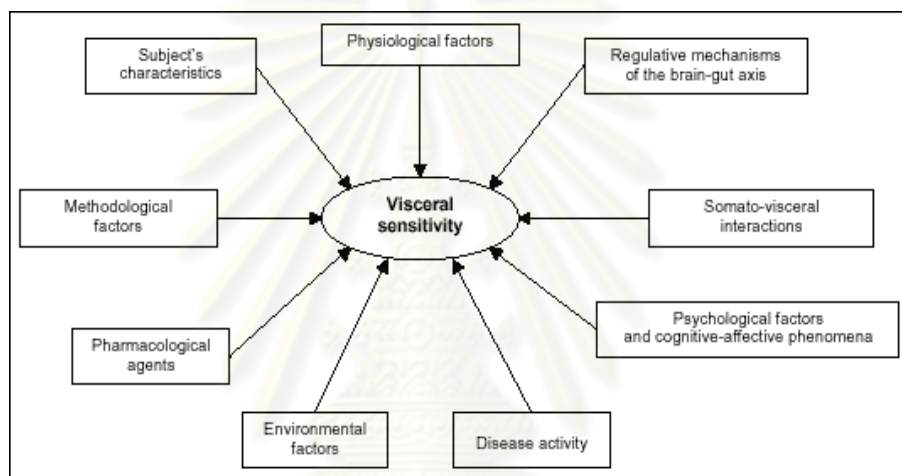 Physiological factors
Subject's
characteristics
Regulative mechanisms
of the brain-gut axis
Methodological
factors
Visceral
sensitivity
Somato-visceral
interactions
Pharmacological
agents
Psychological factors
and cognitive-affective phenomena
Environmental
factors
Disease activity